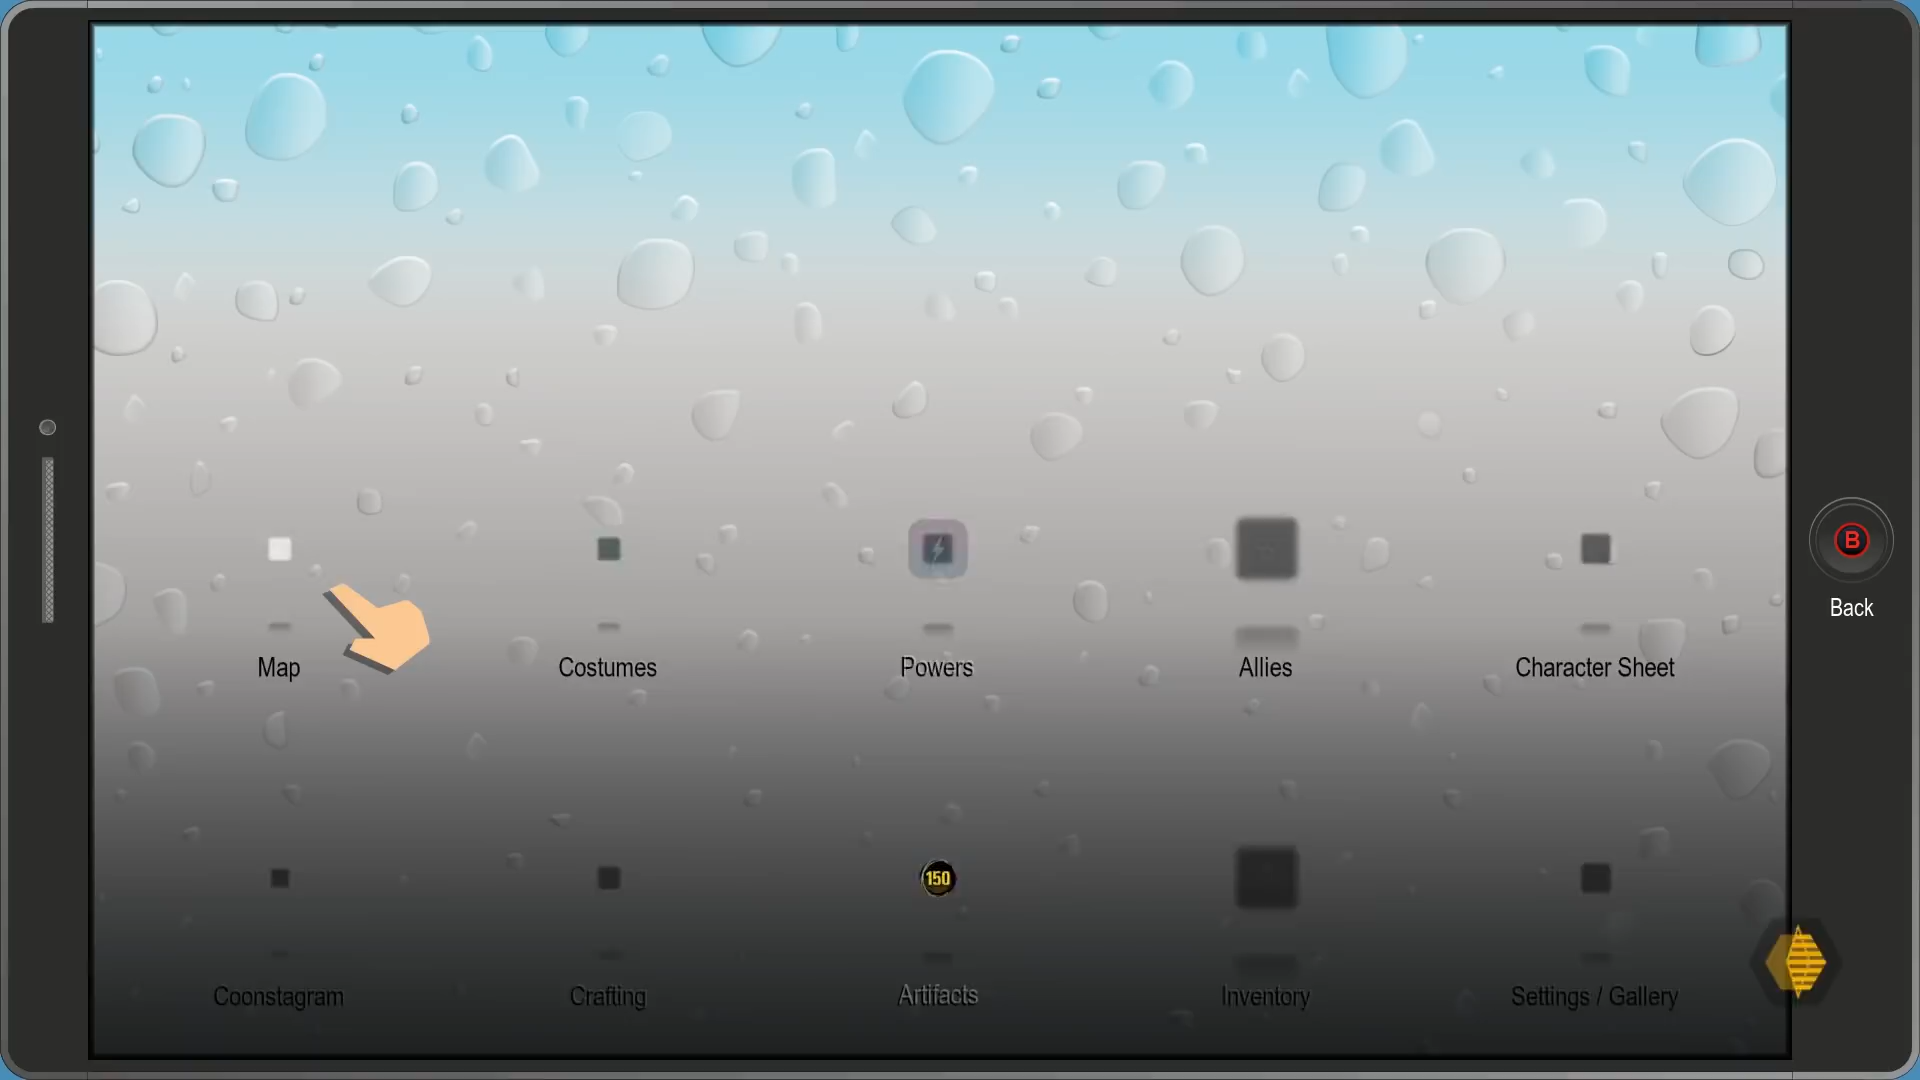 B
Back
Map
Costumes
Powers
Allies
Character Sheet
150
Coonstagram
Crafting
Artifacts
Inventory
Settings / Gallery